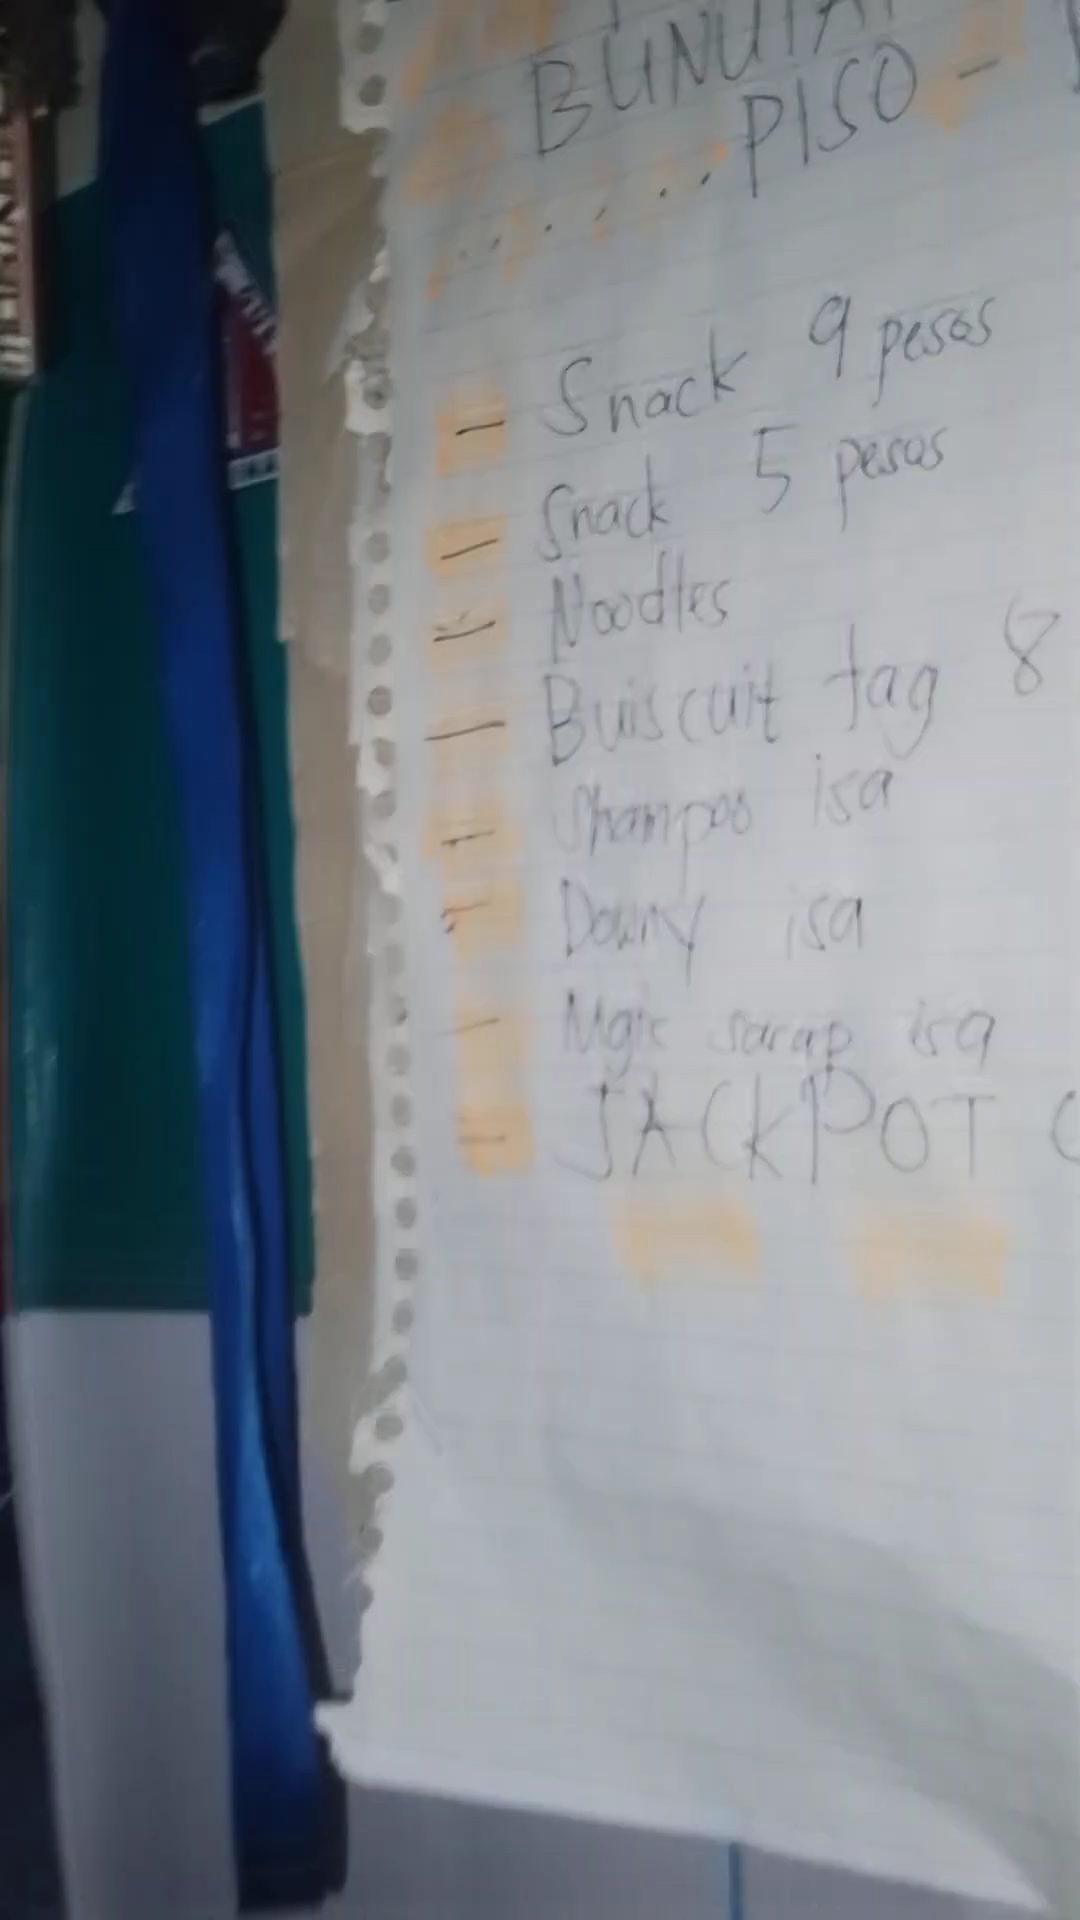 BUNUTA
....... PISO -
— Snack 9 pesos
— Snack 5 pesos
— Noodles
— Buiscuit tag 8
— Shampoo isa
— Downy isa
— Mgic sarap isa
— JACKPOT